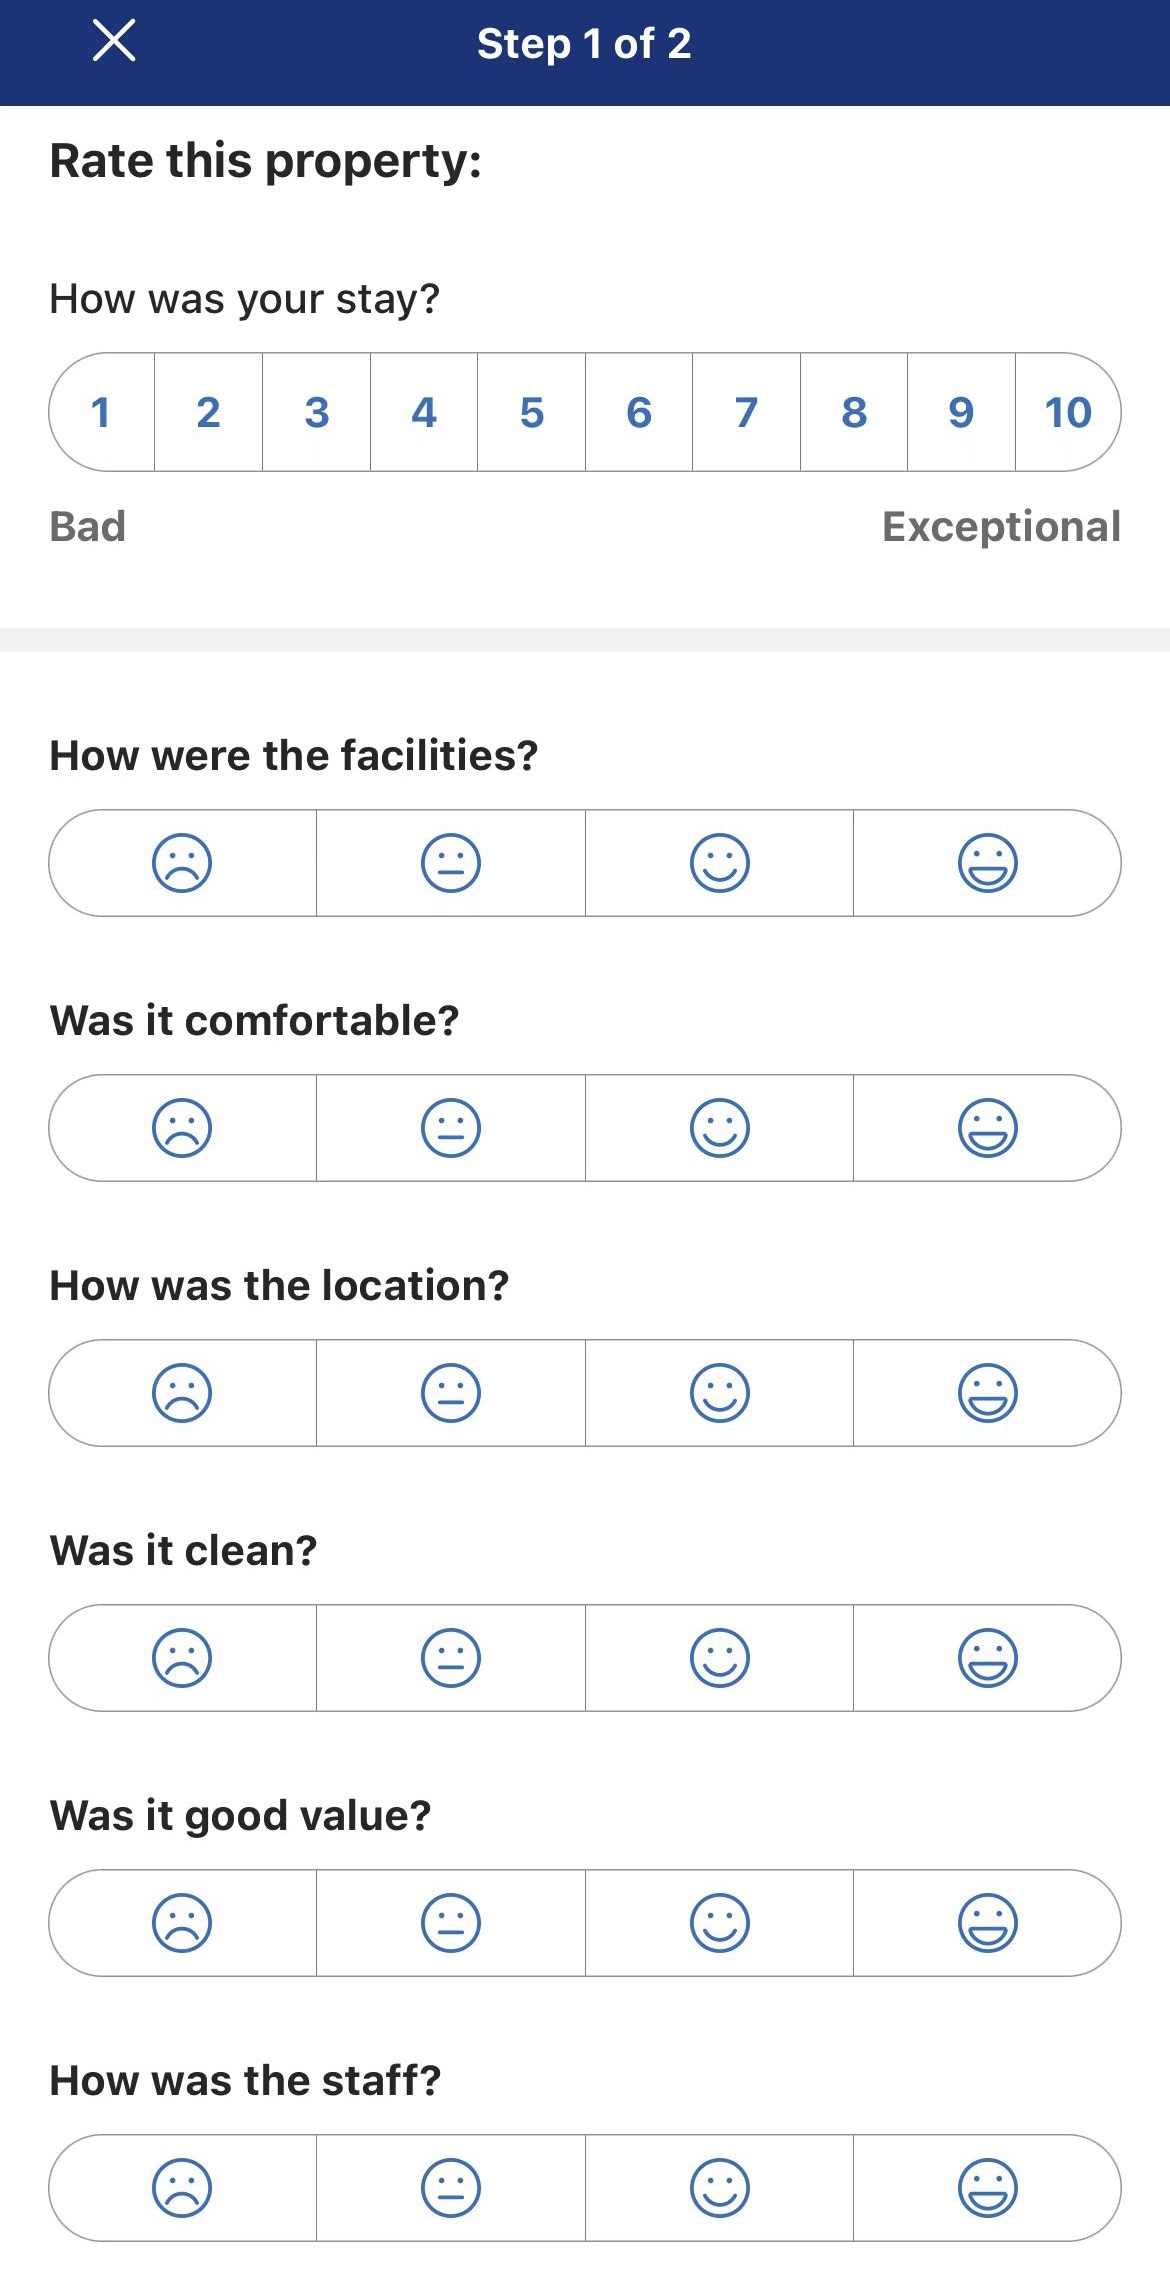 Step 1 of 2
Rate this property:
How was your stay?
1 2 3 4 5 6 7 8 9 10
Bad Exceptional
How were the facilities?
Was it comfortable?
How was the location?
Was it clean?
Was it good value?
How was the staff?